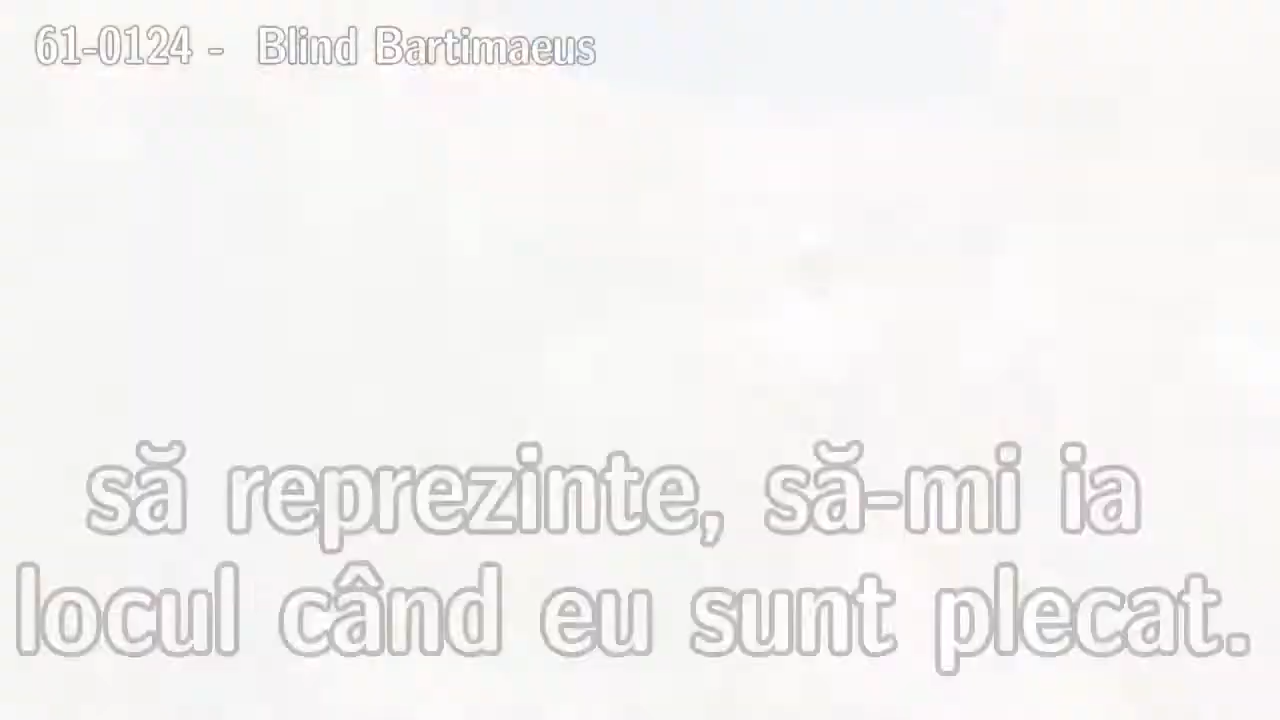 61-0124 - Blind Bartimaeus
să reprezinte, să-mi ia
locul când eu sunt plecat.